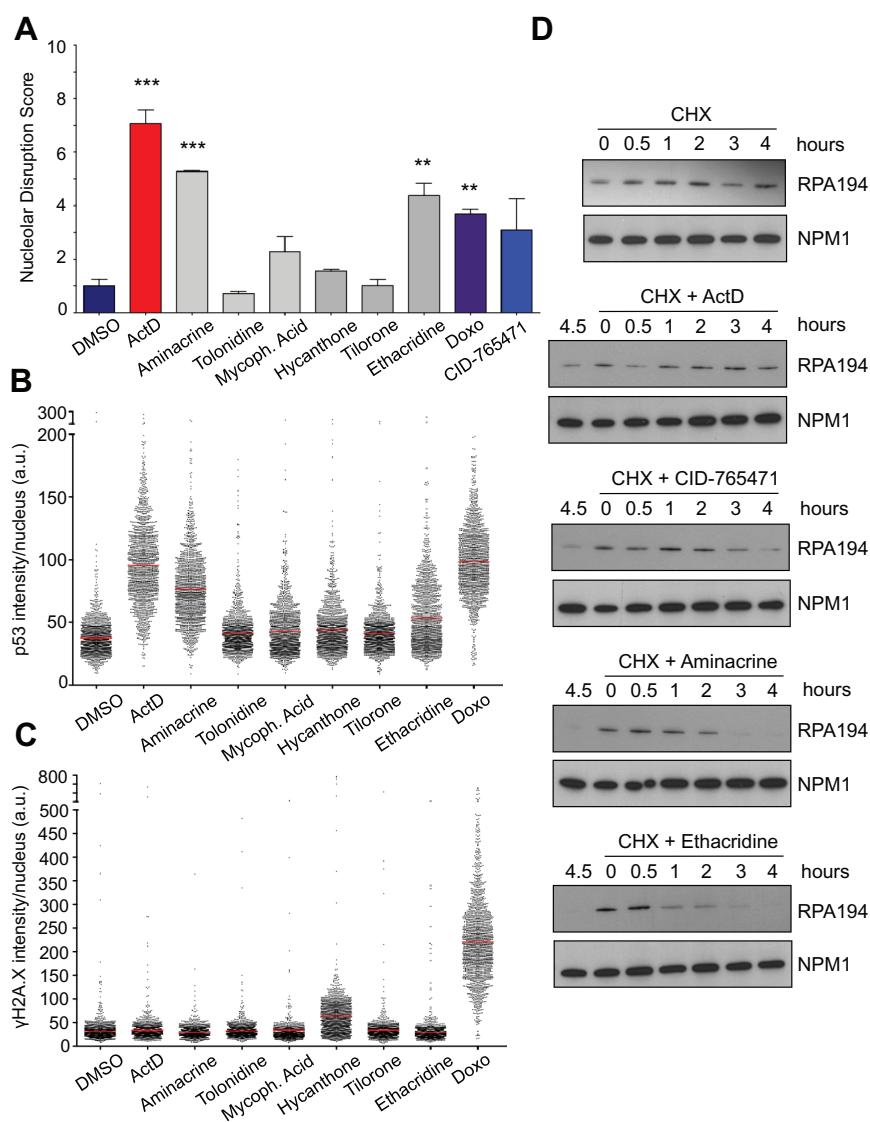 A
Nucleolar Disruption Score
10
8
6
4
2
0
***
***
**
**
DMSO
ActD
Aminacrine
Tolonidine
Mycoph. Acid
Hycanthone
Tilorone
Ethacridine
Doxo
CID-765471
B
p53 intensity/nucleus (a.u.)
300
200
150
100
50
0
DMSO
ActD
Aminacrine
Tolonidine
Mycoph. Acid
Hycanthone
Tilorone
Ethacridine
Doxo
C
γH2A.X intensity/nucleus (a.u.)
800
500
450
400
350
300
250
200
150
100
50
0
DMSO
ActD
Aminacrine
Tolonidine
Mycoph. Acid
Hycanthone
Tilorone
Ethacridine
Doxo
D
CHX
0 0.5 1 2 3 4 hours
RPA194
NPM1
CHX + ActD
4.5 0 0.5 1 2 3 4 hours
RPA194
NPM1
CHX + CID-765471
4.5 0 0.5 1 2 3 4 hours
RPA194
NPM1
CHX + Aminacrine
4.5 0 0.5 1 2 3 4 hours
RPA194
NPM1
CHX + Ethacridine
4.5 0 0.5 1 2 3 4 hours
RPA194
NPM1